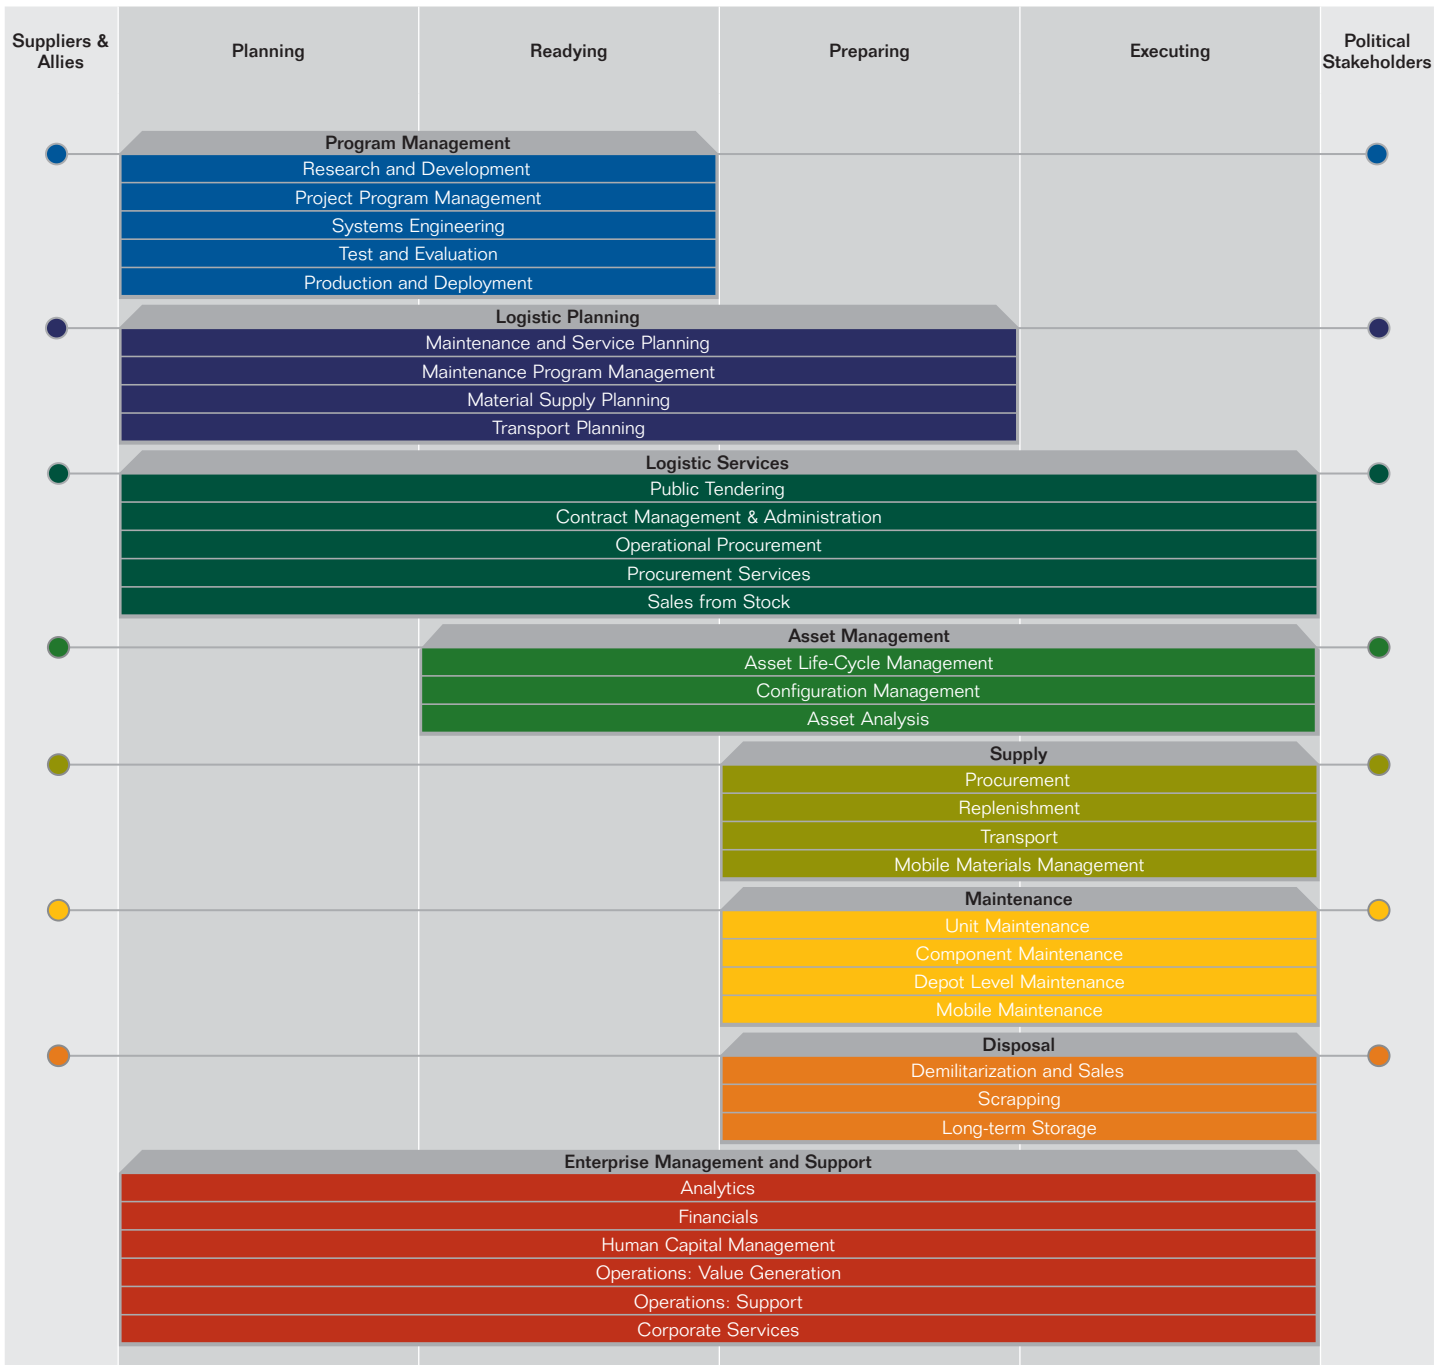 Suppliers &
Allies
Planning
Readying
Preparing
Executing
Political
Stakeholders
Program Management
Research and Development
Project Program Management
Systems Engineering
Test and Evaluation
Production and Deployment
Logistic Planning
Maintenance and Service Planning
Maintenance Program Management
Material Supply Planning
Transport Planning
Logistic Services
Public Tendering
Contract Management & Administration
Operational Procurement
Procurement Services
Sales from Stock
Asset Management
Asset Life-Cycle Management
Configuration Management
Asset Analysis
Supply
Procurement
Replenishment
Transport
Mobile Materials Management
Maintenance
Unit Maintenance
Component Maintenance
Depot Level Maintenance
Mobile Maintenance
Disposal
Demilitarization and Sales
Scrapping
Long-term Storage
Enterprise Management and Support
Analytics
Financials
Human Capital Management
Operations: Value Generation
Operations: Support
Corporate Services